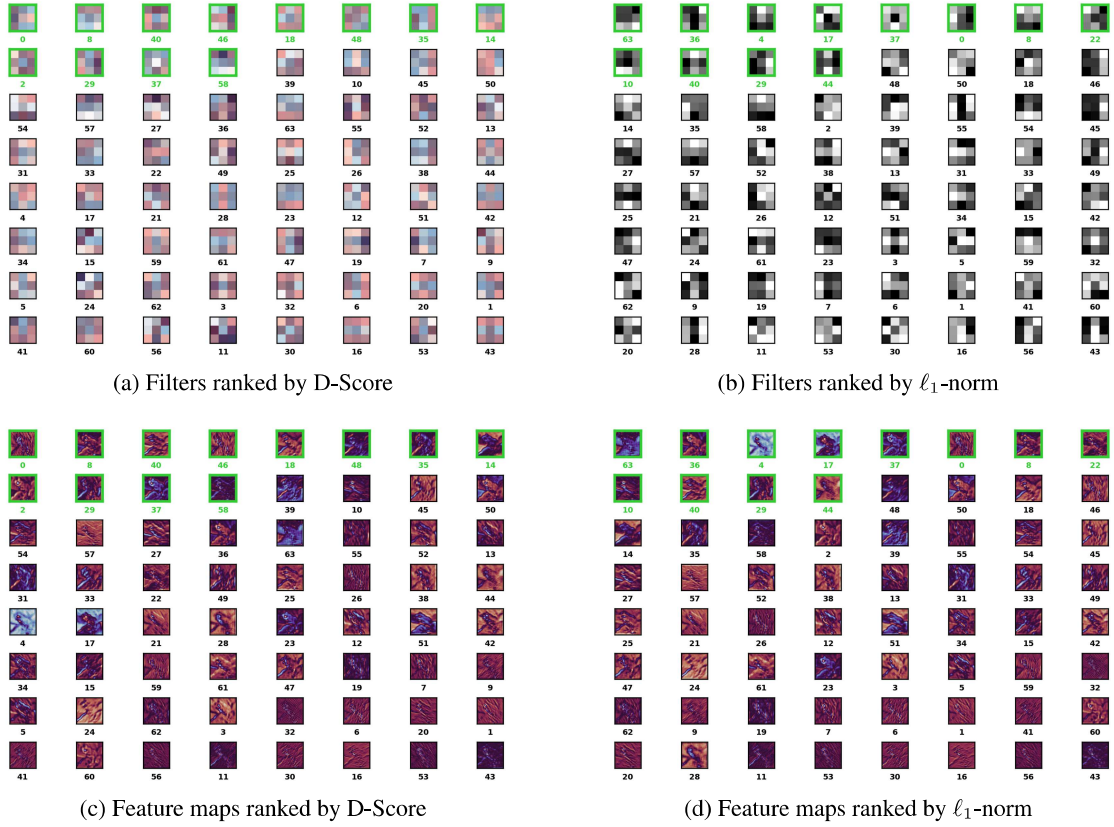 0 8 40 46 18 48 35 14
2 29 37 58 39 10 45 50
54 57 27 36 63 55 52 13
31 33 22 49 25 26 38 44
4 17 21 28 23 12 51 42
34 15 59 61 47 19 7 9
5 24 62 3 32 6 20 1
41 60 56 11 30 16 53 43
(a) Filters ranked by D-Score
63 36 4 17 37 0 8 22
10 40 29 44 48 50 18 46
14 35 58 2 39 55 54 45
27 57 52 38 13 31 33 49
25 21 26 12 51 34 15 42
47 24 61 23 3 5 59 32
62 9 19 7 6 1 41 60
20 28 11 53 30 16 56 43
(b) Filters ranked by ℓ₁-norm
0 8 40 46 18 48 35 14
2 29 37 58 39 10 45 50
54 57 27 36 63 55 52 13
31 33 22 49 25 26 38 44
4 17 21 28 23 12 51 42
34 15 59 61 47 19 7 9
5 24 62 3 32 6 20 1
41 60 56 11 30 16 53 43
(c) Feature maps ranked by D-Score
63 36 4 17 37 0 8 22
10 40 29 44 48 50 18 46
14 35 58 2 39 55 54 45
27 57 52 38 13 31 33 49
25 21 26 12 51 34 15 42
47 24 61 23 3 5 59 32
62 9 19 7 6 1 41 60
20 28 11 53 30 16 56 43
(d) Feature maps ranked by ℓ₁-norm